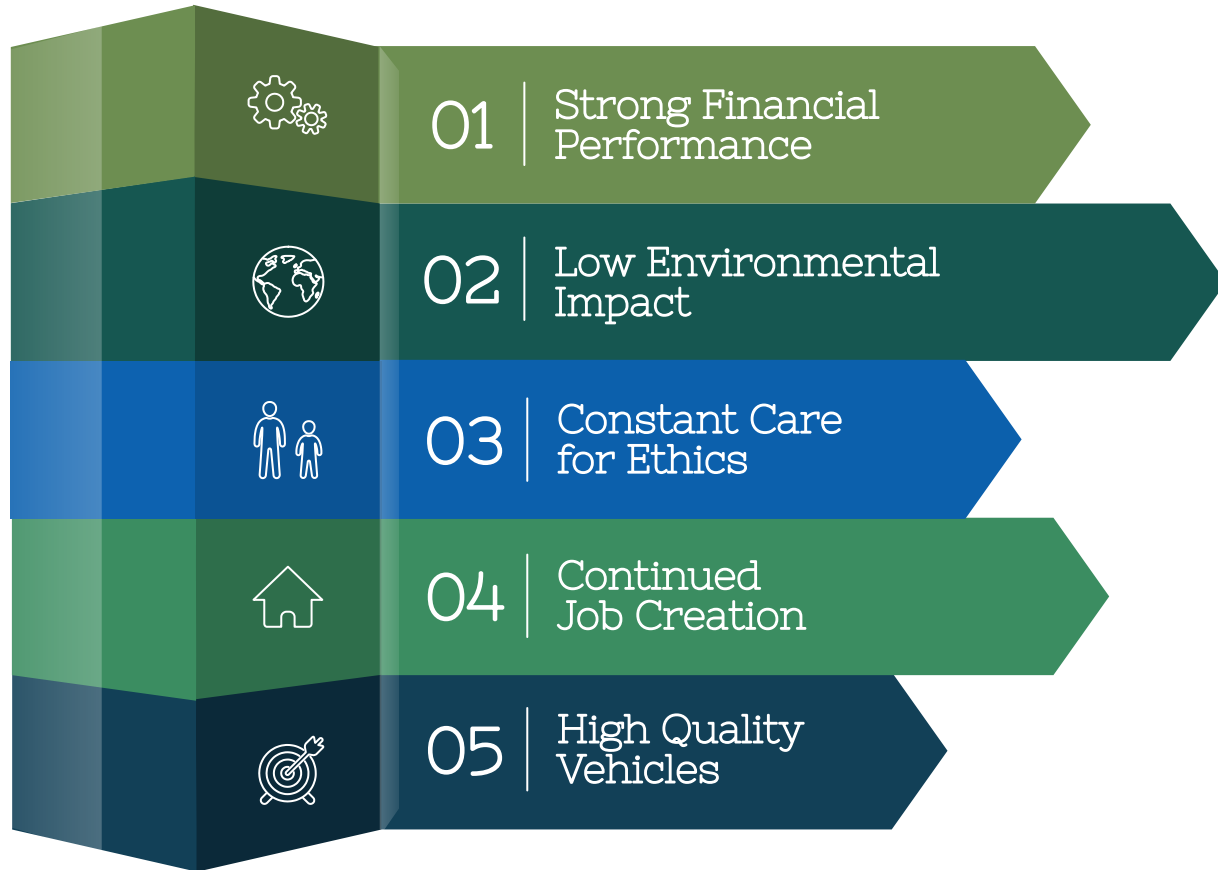 01
Strong Financial
Performance
02
Low Environmental
Impact
03
Constant Care
for Ethics
04
Continued
Job Creation
05
High Quality
Vehicles